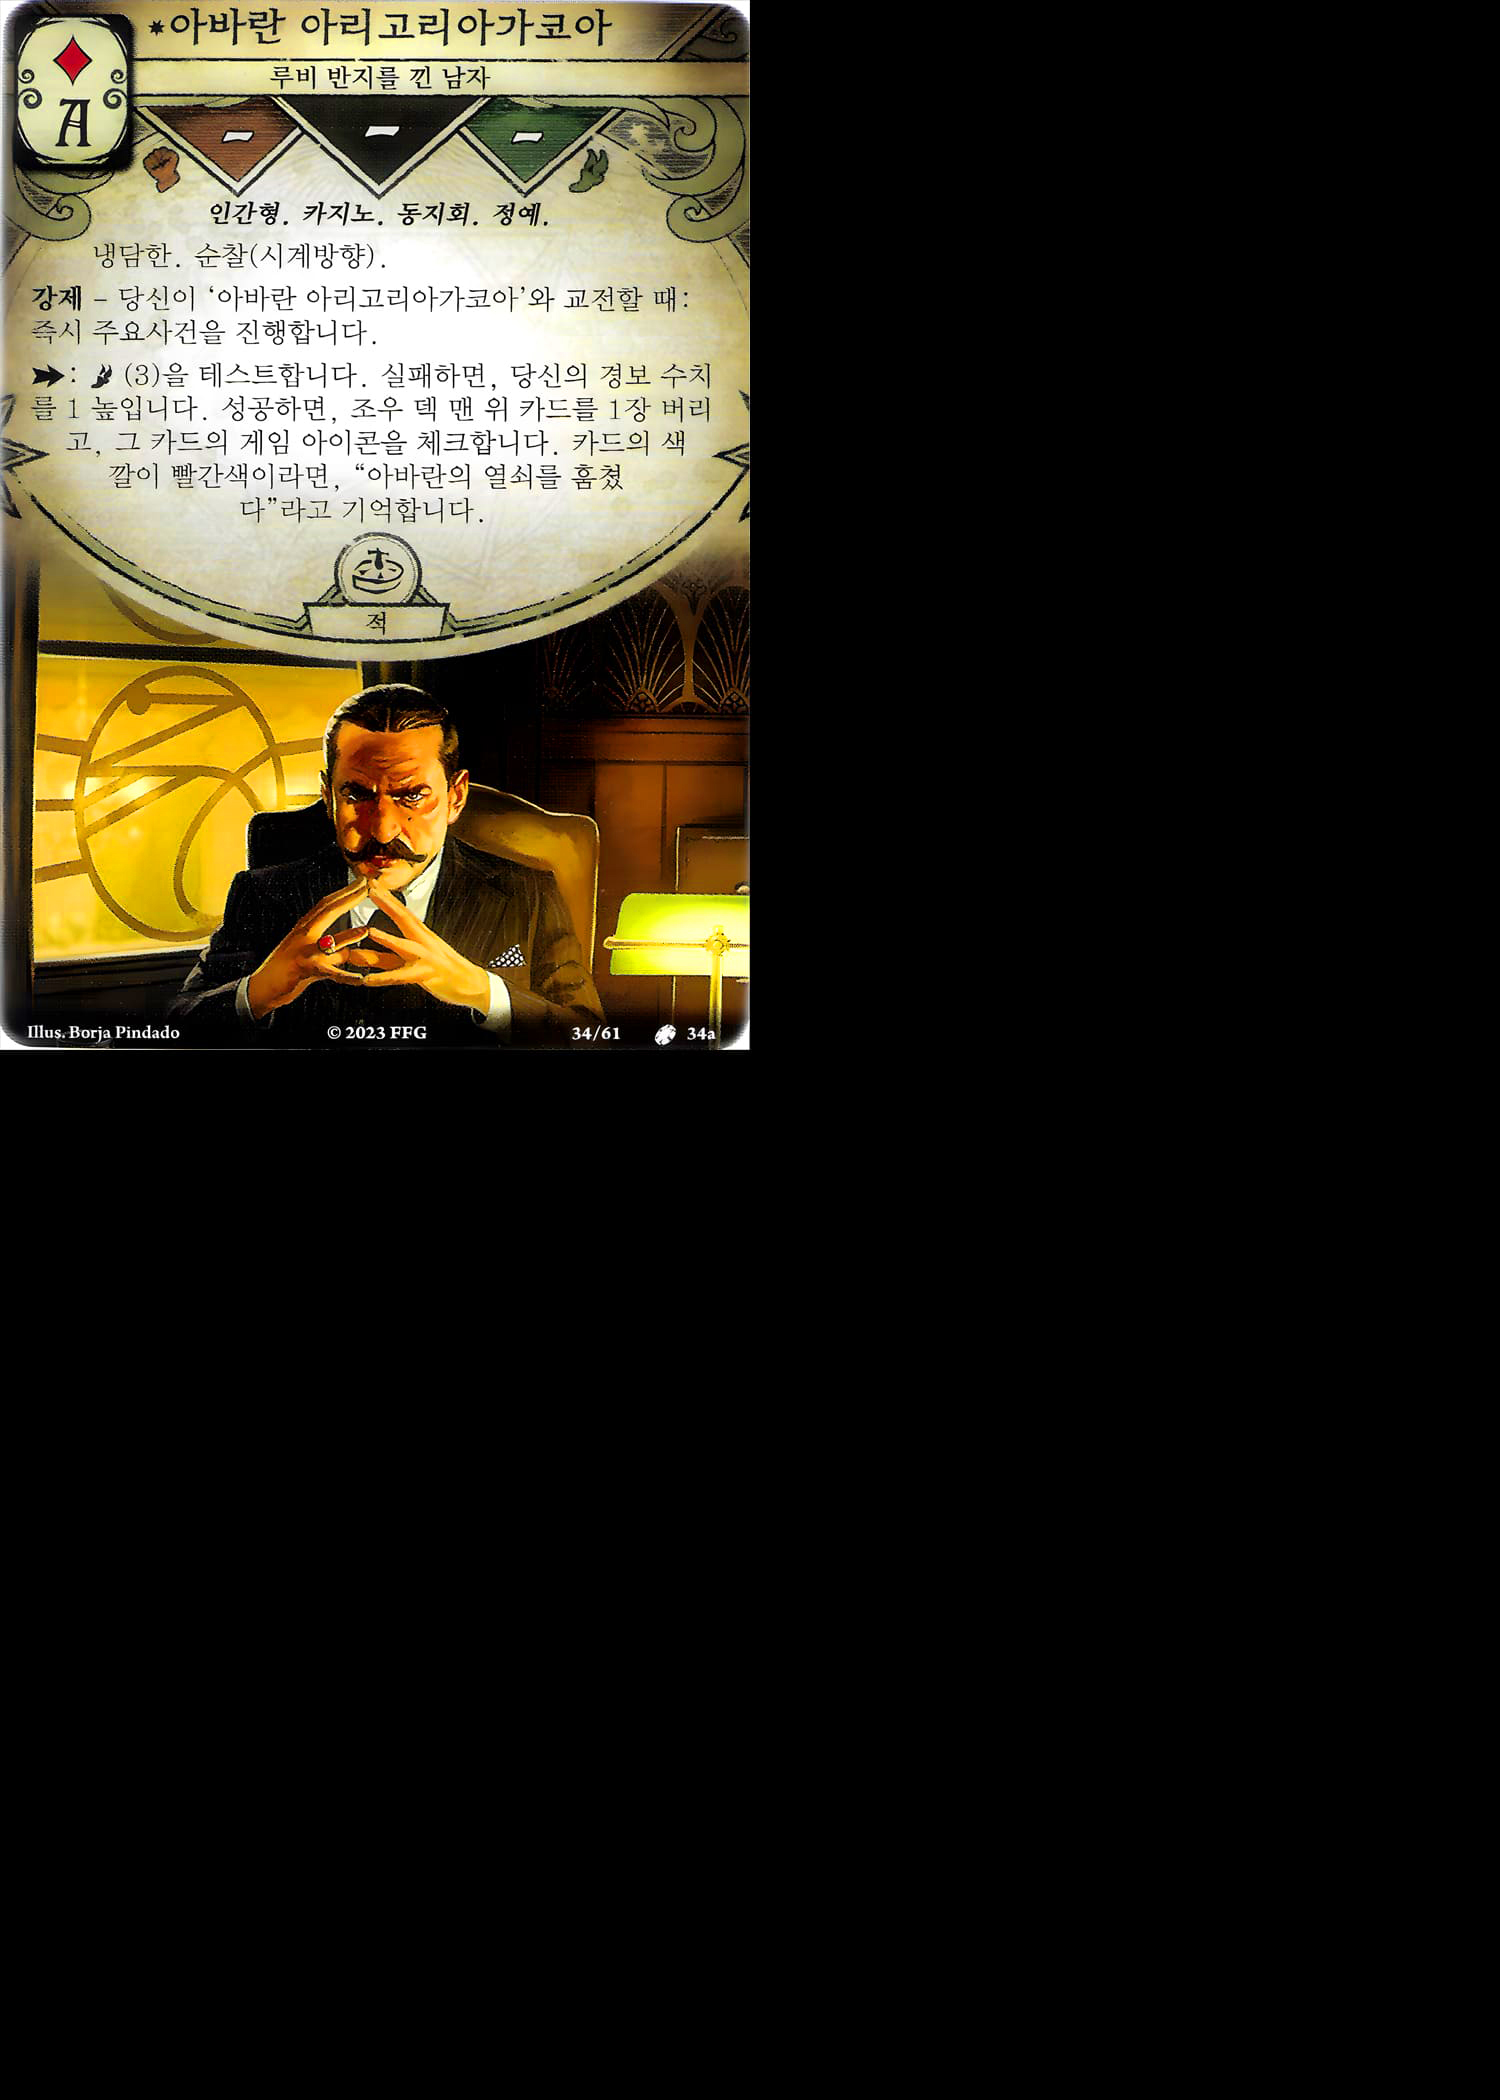 A
*아바란 아리고리아가코아
루비 반지를 낀 남자
- - -
인간형. 카지노. 동지회. 정예.
냉담한. 순찰(시계방향).
강제 – 당신이 ‘아바란 아리고리아가코아’와 교전할 때:
즉시 주요사건을 진행합니다.
: (3)을 테스트합니다. 실패하면, 당신의 경보 수치
를 1 높입니다. 성공하면, 조우 덱 맨 위 카드를 1장 버리
고, 그 카드의 게임 아이콘을 체크합니다. 카드의 색
깔이 빨간색이라면, “아바란의 열쇠를 훔쳤
다”라고 기억합니다.
적
Illus. Borja Pindado © 2023 FFG 34/61 34a